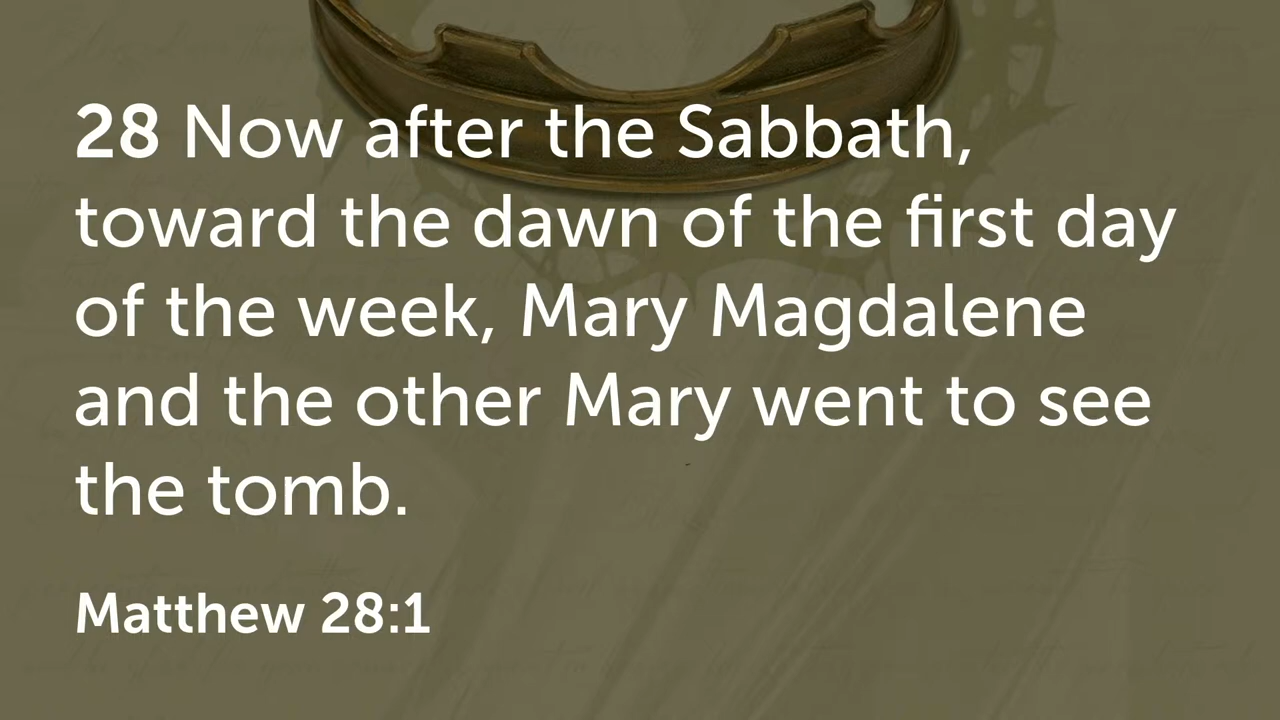 28 Now after the Sabbath,
toward the dawn of the first day
of the week, Mary Magdalene
and the other Mary went to see
the tomb.
Matthew 28:1